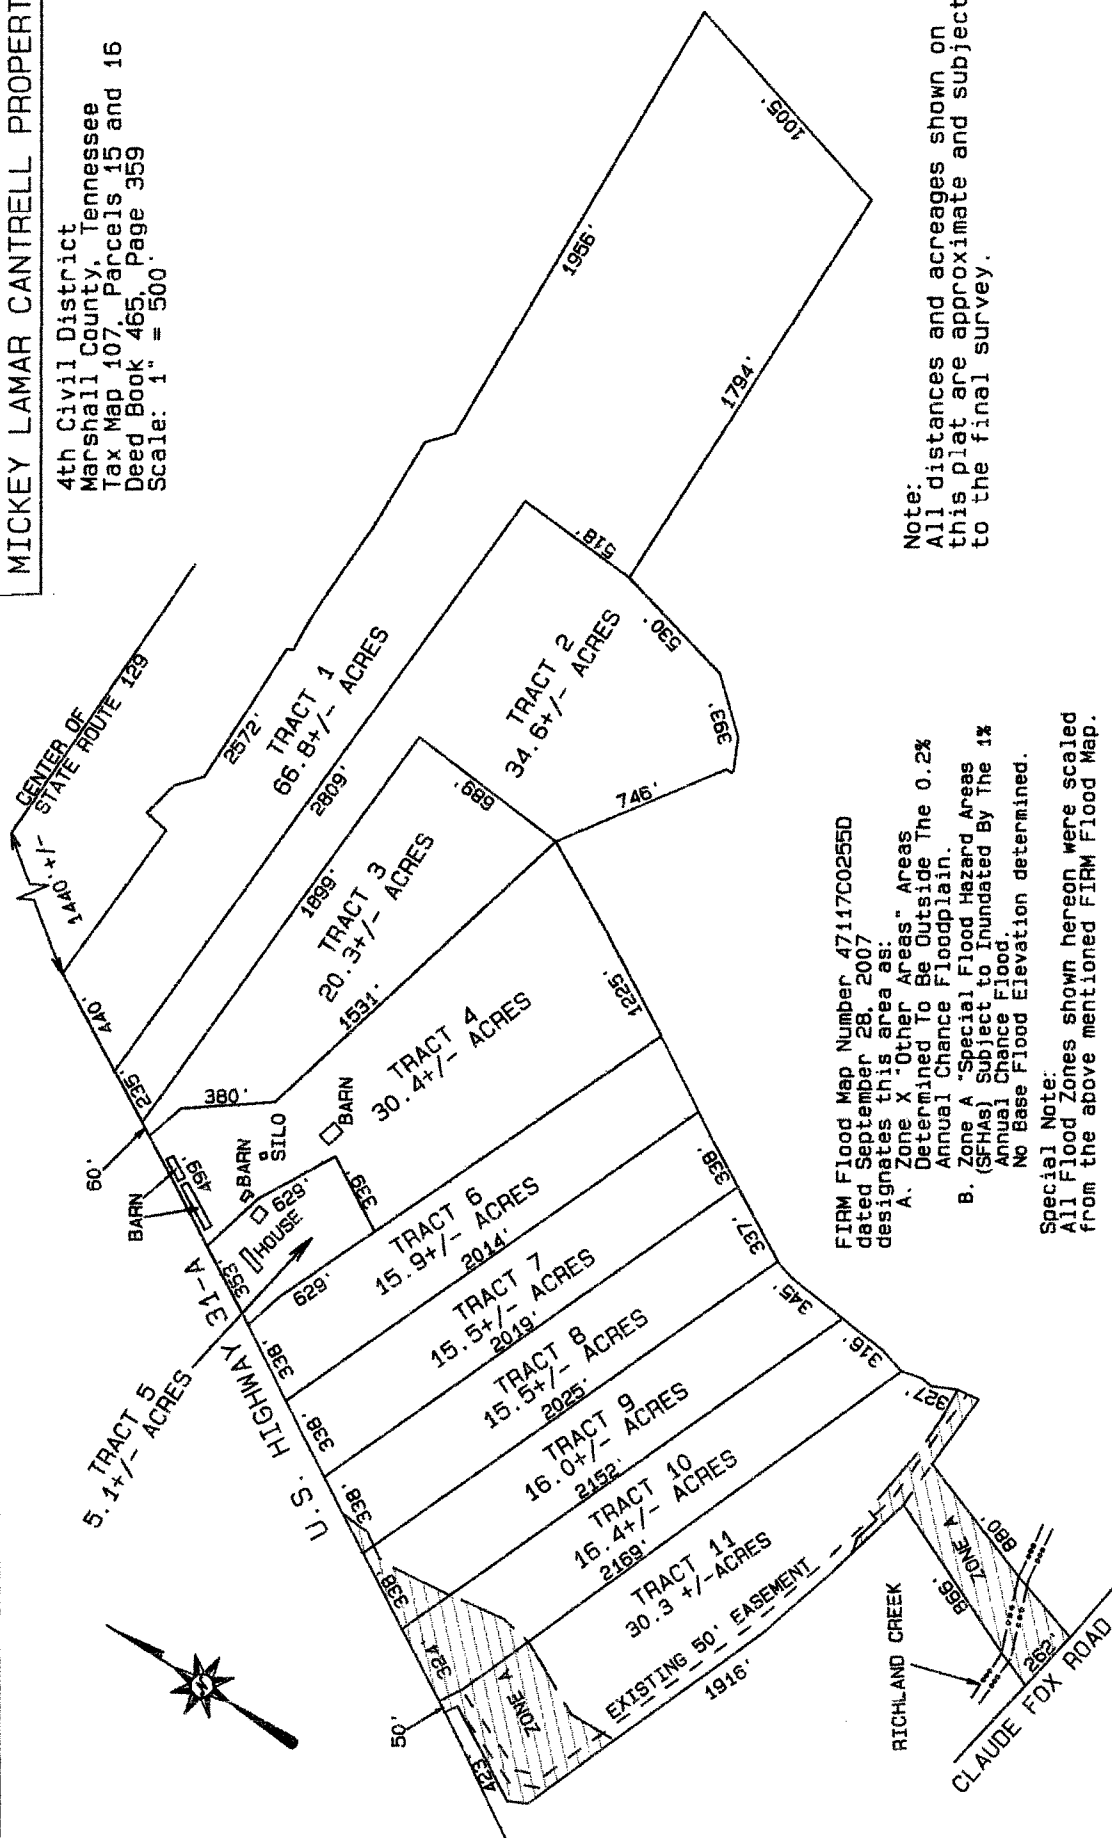 MICKEY LAMAR CANTRELL PROPERT
4th Civil District
Marshall County, Tennessee
Tax Map 107, Parcels 15 and 16
Deed Book 465, Page 359
Scale: 1" = 500'
CENTER OF
STATE ROUTE 129
1440'+/-
440'
235'
60'
499'
353'
338'
338'
338'
338'
324'
50'
423'
U.S. HIGHWAY 31-A
TRACT 1
66.8+/- ACRES
2572'
2809'
1956'
1005'
1794'
518'
TRACT 2
34.6+/- ACRES
530'
393'
746'
689'
TRACT 3
20.3+/- ACRES
1899'
1531'
380'
TRACT 4
30.4+/- ACRES
1225'
BARN
BARN
SILO
BARN
HOUSE
629'
339'
629'
TRACT 5
5.1+/- ACRES
TRACT 6
15.9+/- ACRES
2014'
338'
TRACT 7
15.5+/- ACRES
2019'
337'
TRACT 8
15.5+/- ACRES
2025'
345'
TRACT 9
16.0+/- ACRES
2152'
316'
TRACT 10
16.4+/- ACRES
2169'
327'
TRACT 11
30.3 +/-ACRES
EXISTING 50' EASEMENT
1916'
ZONE A
ZONE A
866'
880'
262'
RICHLAND CREEK
CLAUDE FOX ROAD
N
FIRM Flood Map Number 47117C0255D
dated September 28, 2007
designates this area as:
A. Zone X "Other Areas" Areas
Determined To Be Outside The 0.2%
Annual Chance Floodplain.
B. Zone A "Special Flood Hazard Areas
(SFHAs) Subject to Inundated By The 1%
Annual Chance Flood.
No Base Flood Elevation determined.
Special Note:
All Flood Zones shown hereon were scaled
from the above mentioned FIRM Flood Map.
Note:
All distances and acreages shown on
this plat are approximate and subject
to the final survey.